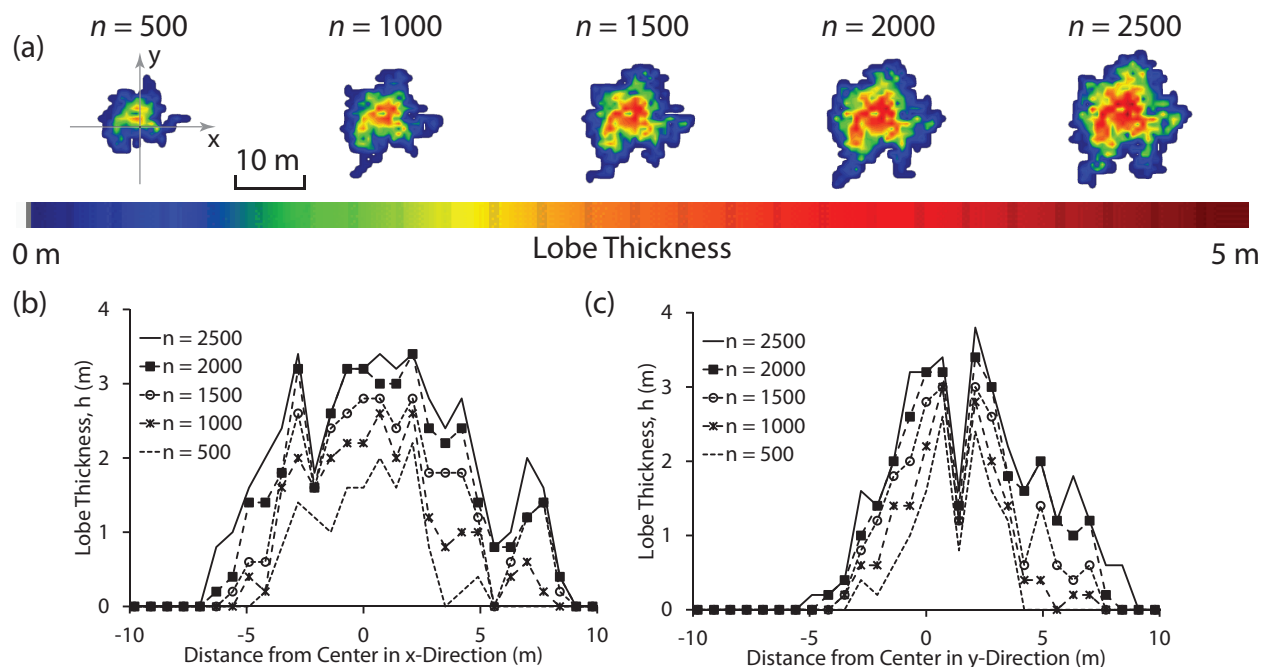 (a)
n = 500
n = 1000
n = 1500
n = 2000
n = 2500
y
x
10 m
0 m
Lobe Thickness
5 m
(b)
4
3
2
1
0
Lobe Thickness, h (m)
n = 2500
n = 2000
n = 1500
n = 1000
n = 500
-10
-5
0
5
10
Distance from Center in x-Direction (m)
(c)
4
3
2
1
0
Lobe Thickness, h (m)
n = 2500
n = 2000
n = 1500
n = 1000
n = 500
-10
-5
0
5
10
Distance from Center in y-Direction (m)